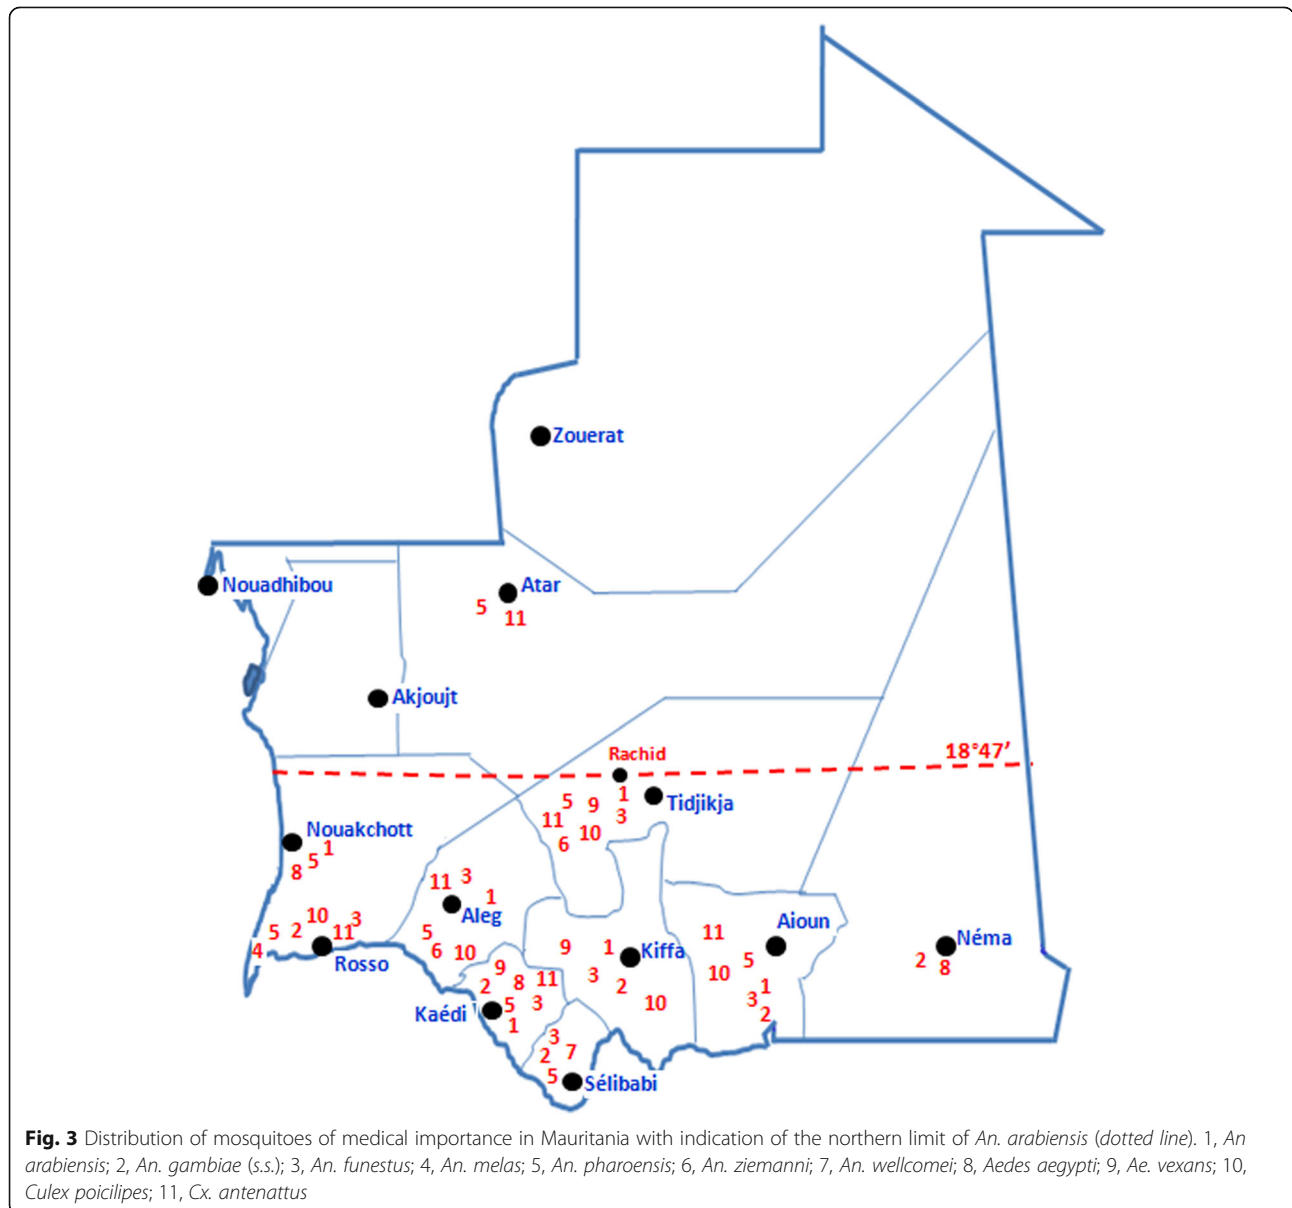 Zouerat
Nouadhibou
Atar
5
11
Akjoujt
18°47’
Rachid
1
Tidjikja
5 9
11
3
10
6
Nouakchott
1
5
8
11 3
1
Aleg
10
3
5 2
11
4
Rosso
5
6 10
9 1
Kiffa
3
2
10
11
Aioun
5
10
1
3
2
Néma
2 8
9
2 8 11
5 3
Kaédi
1
3
2 7
5
Sélibabi
Fig. 3 Distribution of mosquitoes of medical importance in Mauritania with indication of the northern limit of An. arabiensis (dotted line). 1, An
arabiensis; 2, An. gambiae (s.s.); 3, An. funestus; 4, An. melas; 5, An. pharoensis; 6, An. ziemanni; 7, An. wellcomei; 8, Aedes aegypti; 9, Ae. vexans; 10,
Culex poicilipes; 11, Cx. antenattus